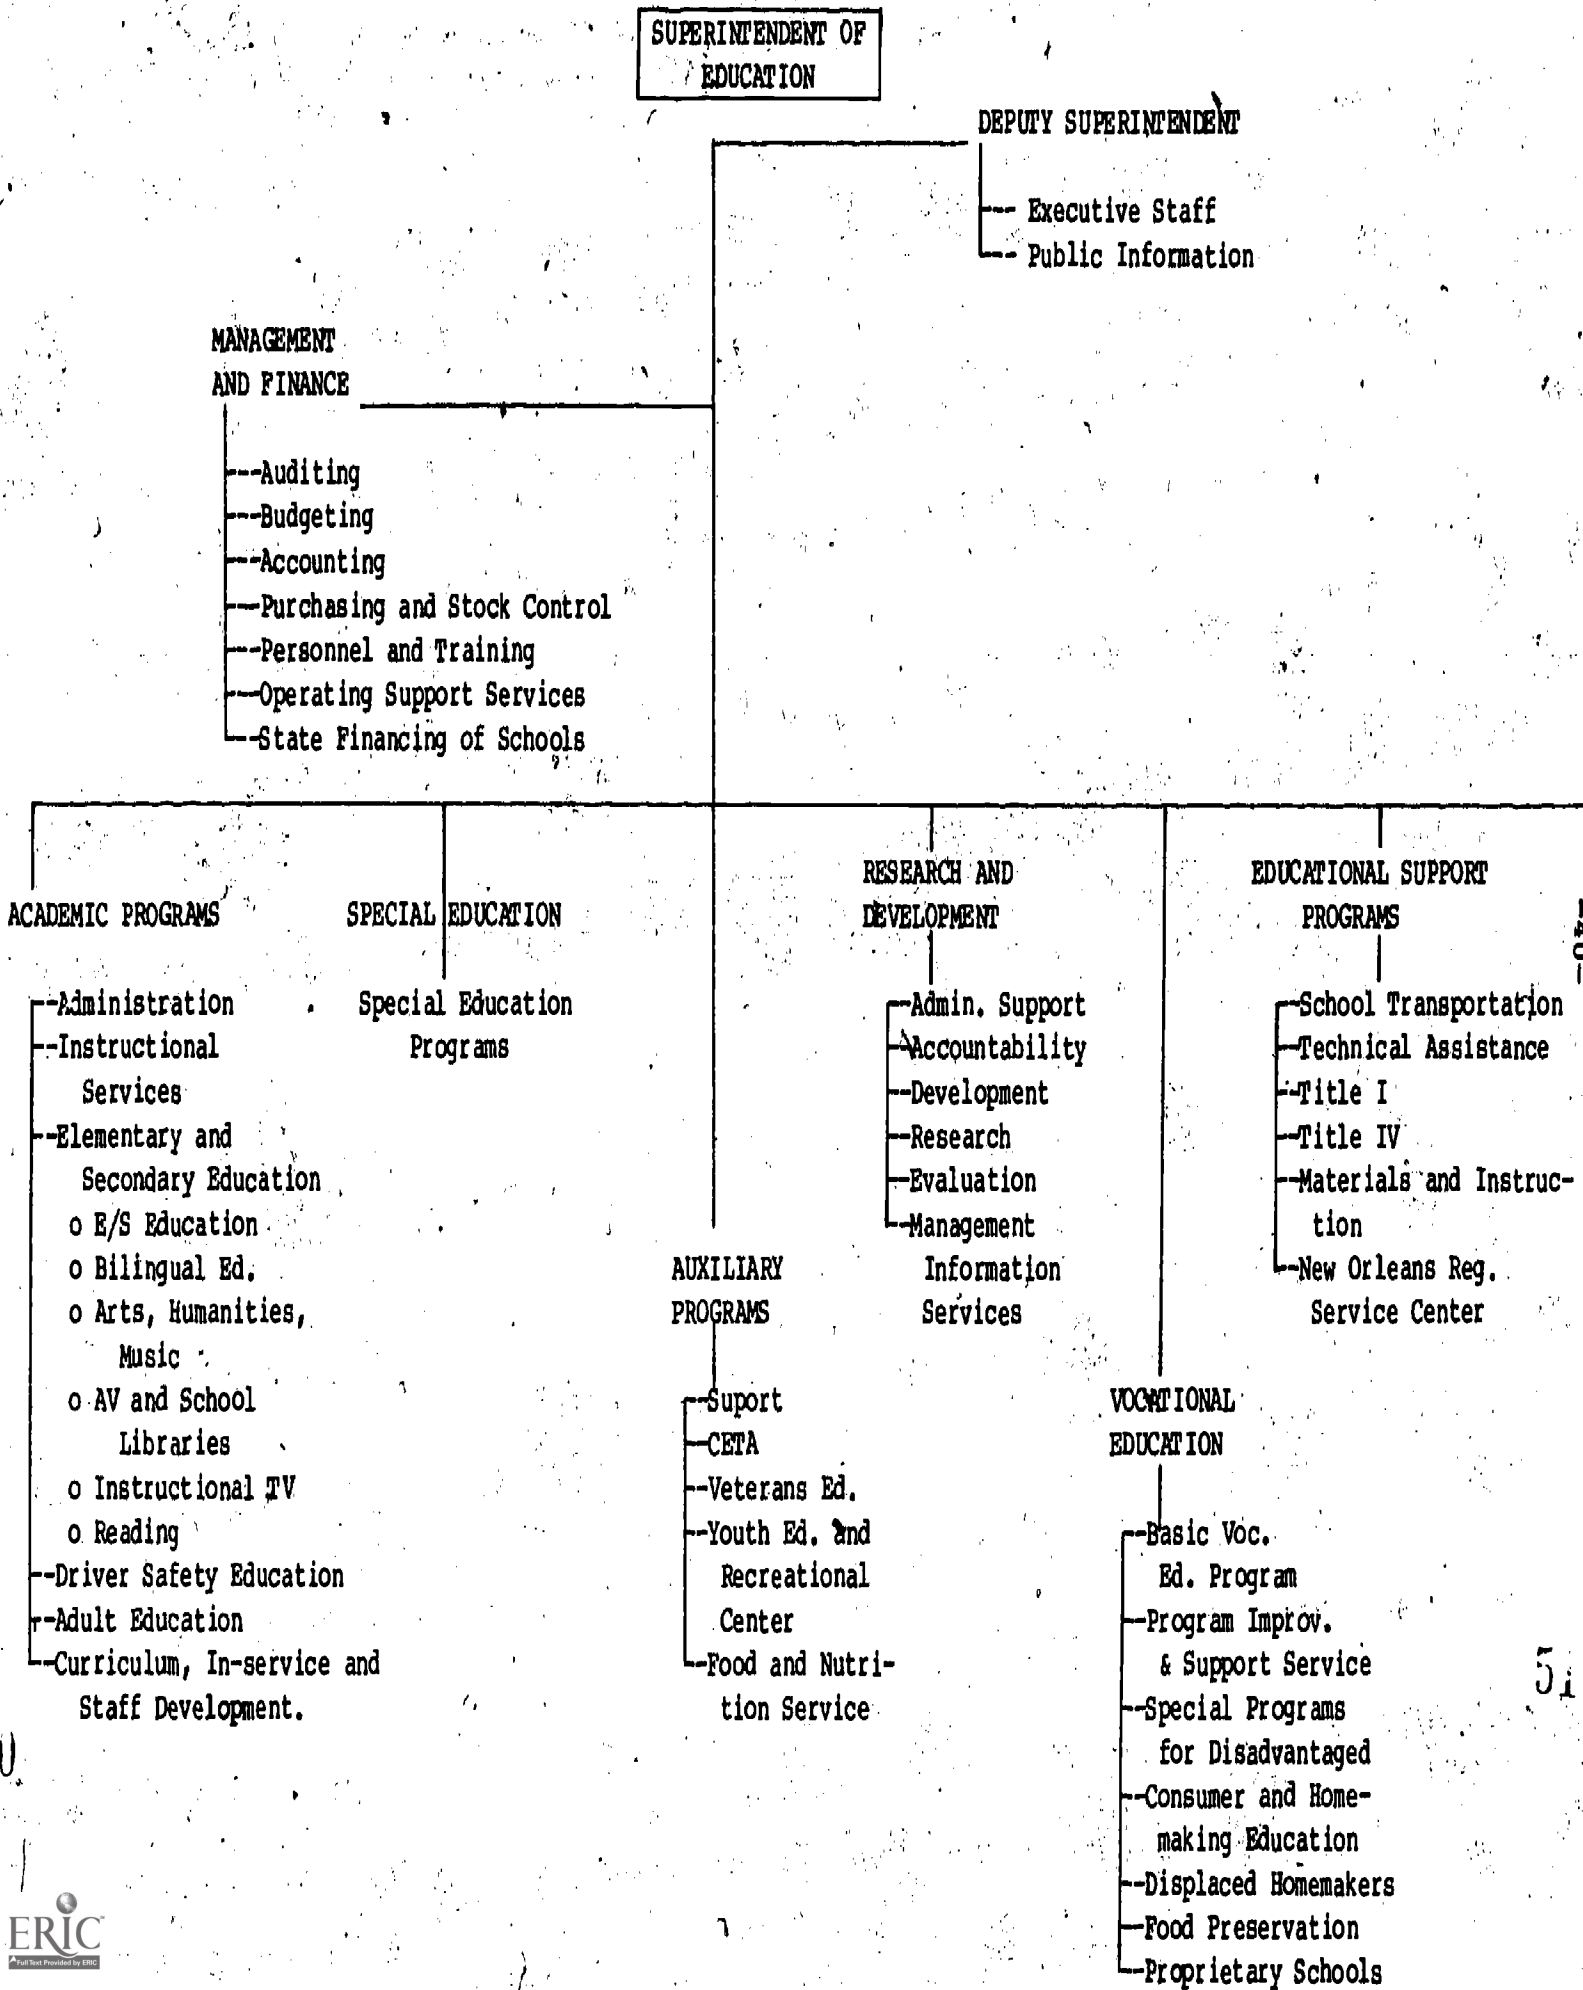 SUPERINTENDENT OF
EDUCATION
DEPUTY SUPERINTENDENT
--- Executive Staff
--- Public Information
MANAGEMENT
AND FINANCE
---Auditing
---Budgeting
---Accounting
---Purchasing and Stock Control
---Personnel and Training
---Operating Support Services
---State Financing of Schools
ACADEMIC PROGRAMS
--Administration
--Instructional
Services
--Elementary and
Secondary Education
o E/S Education
o Bilingual Ed.
o Arts, Humanities,
Music
o AV and School
Libraries
o Instructional TV
o Reading
--Driver Safety Education
--Adult Education
--Curriculum, In-service and
Staff Development.
SPECIAL EDUCATION
Special Education
Programs
AUXILIARY
PROGRAMS
--Suport
--CETA
--Veterans Ed.
--Youth Ed. and
Recreational
Center
--Food and Nutri-
tion Service
RESEARCH AND
DEVELOPMENT
--Admin. Support
--Accountability
--Development
--Research
--Evaluation
--Management
Information
Services
VOCATIONAL
EDUCATION
--Basic Voc.
Ed. Program
--Program Improv.
& Support Service
--Special Programs
for Disadvantaged
--Consumer and Home-
making Education
--Displaced Homemakers
--Food Preservation
--Proprietary Schools
EDUCATIONAL SUPPORT
PROGRAMS
--School Transportation
--Technical Assistance
--Title I
--Title IV
--Materials and Instruc-
tion
--New Orleans Reg.
Service Center
51
ERIC
Full Text Provided by ERIC